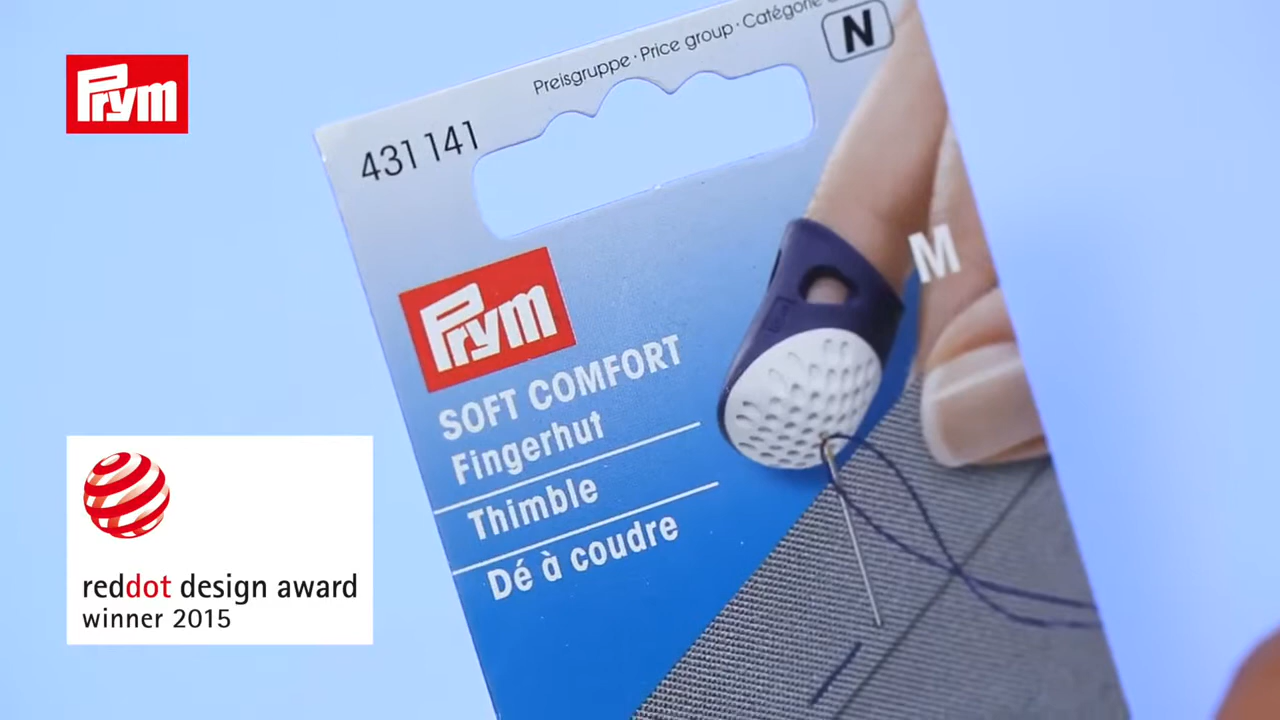 Prym
Preisgruppe · Price group · Catégorie
N
431 141
M
Prym
SOFT COMFORT
Fingerhut
Thimble
Dé à coudre
reddot design award
winner 2015